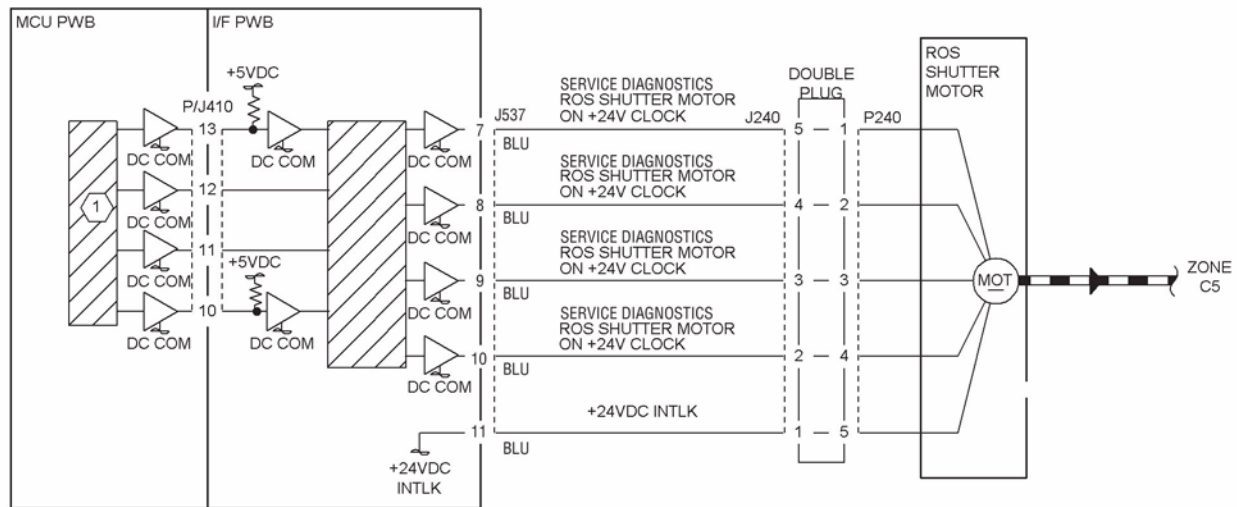 MCU PWB
I/F PWB
+5VDC
P/J410
13
DC COM
DC COM
12
DC COM
1
11
DC COM
+5VDC
10
DC COM
DC COM
7
DC COM
8
DC COM
9
DC COM
10
DC COM
11
+24VDC
INTLK
J537
SERVICE DIAGNOSTICS
ROS SHUTTER MOTOR
ON +24V CLOCK
BLU
SERVICE DIAGNOSTICS
ROS SHUTTER MOTOR
ON +24V CLOCK
BLU
SERVICE DIAGNOSTICS
ROS SHUTTER MOTOR
ON +24V CLOCK
BLU
SERVICE DIAGNOSTICS
ROS SHUTTER MOTOR
ON +24V CLOCK
BLU
+24VDC INTLK
BLU
DOUBLE
PLUG
J240
P240
5 1
4 2
3 3
2 4
1 5
ROS
SHUTTER
MOTOR
MOT
ZONE
C5